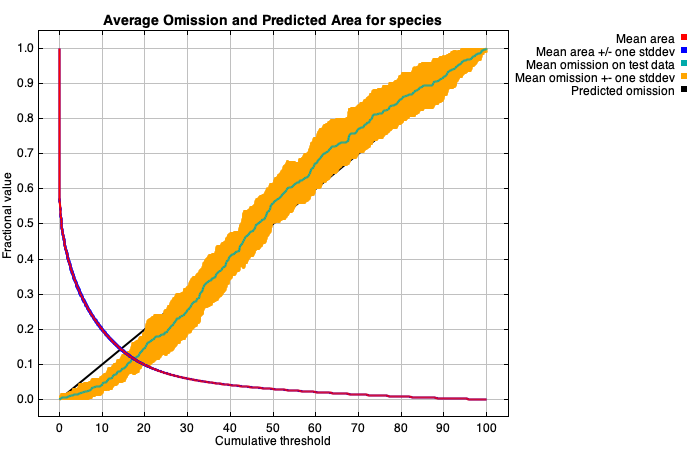 Average Omission and Predicted Area for species
Mean area
Mean area +/- one stddev
Mean omission on test data
Mean omission +- one stddev
Predicted omission
Fractional value
1.0
0.9
0.8
0.7
0.6
0.5
0.4
0.3
0.2
0.1
0.0
0 10 20 30 40 50 60 70 80 90 100
Cumulative threshold